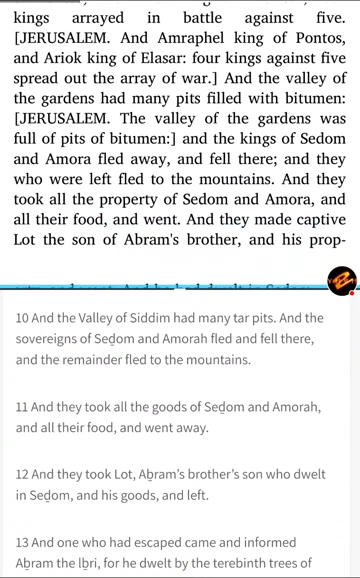 kings arrayed in battle against five.
[JERUSALEM. And Amraphel king of Pontos,
and Ariok king of Elasar: four kings against five
spread out the array of war.] And the valley of
the gardens had many pits filled with bitumen:
[JERUSALEM. The valley of the gardens was
full of pits of bitumen:] and the kings of Sedom
and Amora fled away, and fell there; and they
who were left fled to the mountains. And they
took all the property of Sedom and Amora, and
all their food, and went. And they made captive
Lot the son of Abram's brother, and his prop-
10 And the Valley of Siddim had many tar pits. And the
sovereigns of Seḏom and Amorah fled and fell there,
and the remainder fled to the mountains.
11 And they took all the goods of Seḏom and Amorah,
and all their food, and went away.
12 And they took Lot, Aḇram’s brother’s son who dwelt
in Seḏom, and his goods, and left.
13 And one who had escaped came and informed
Aḇram the Iḇri, for he dwelt by the terebinth trees of